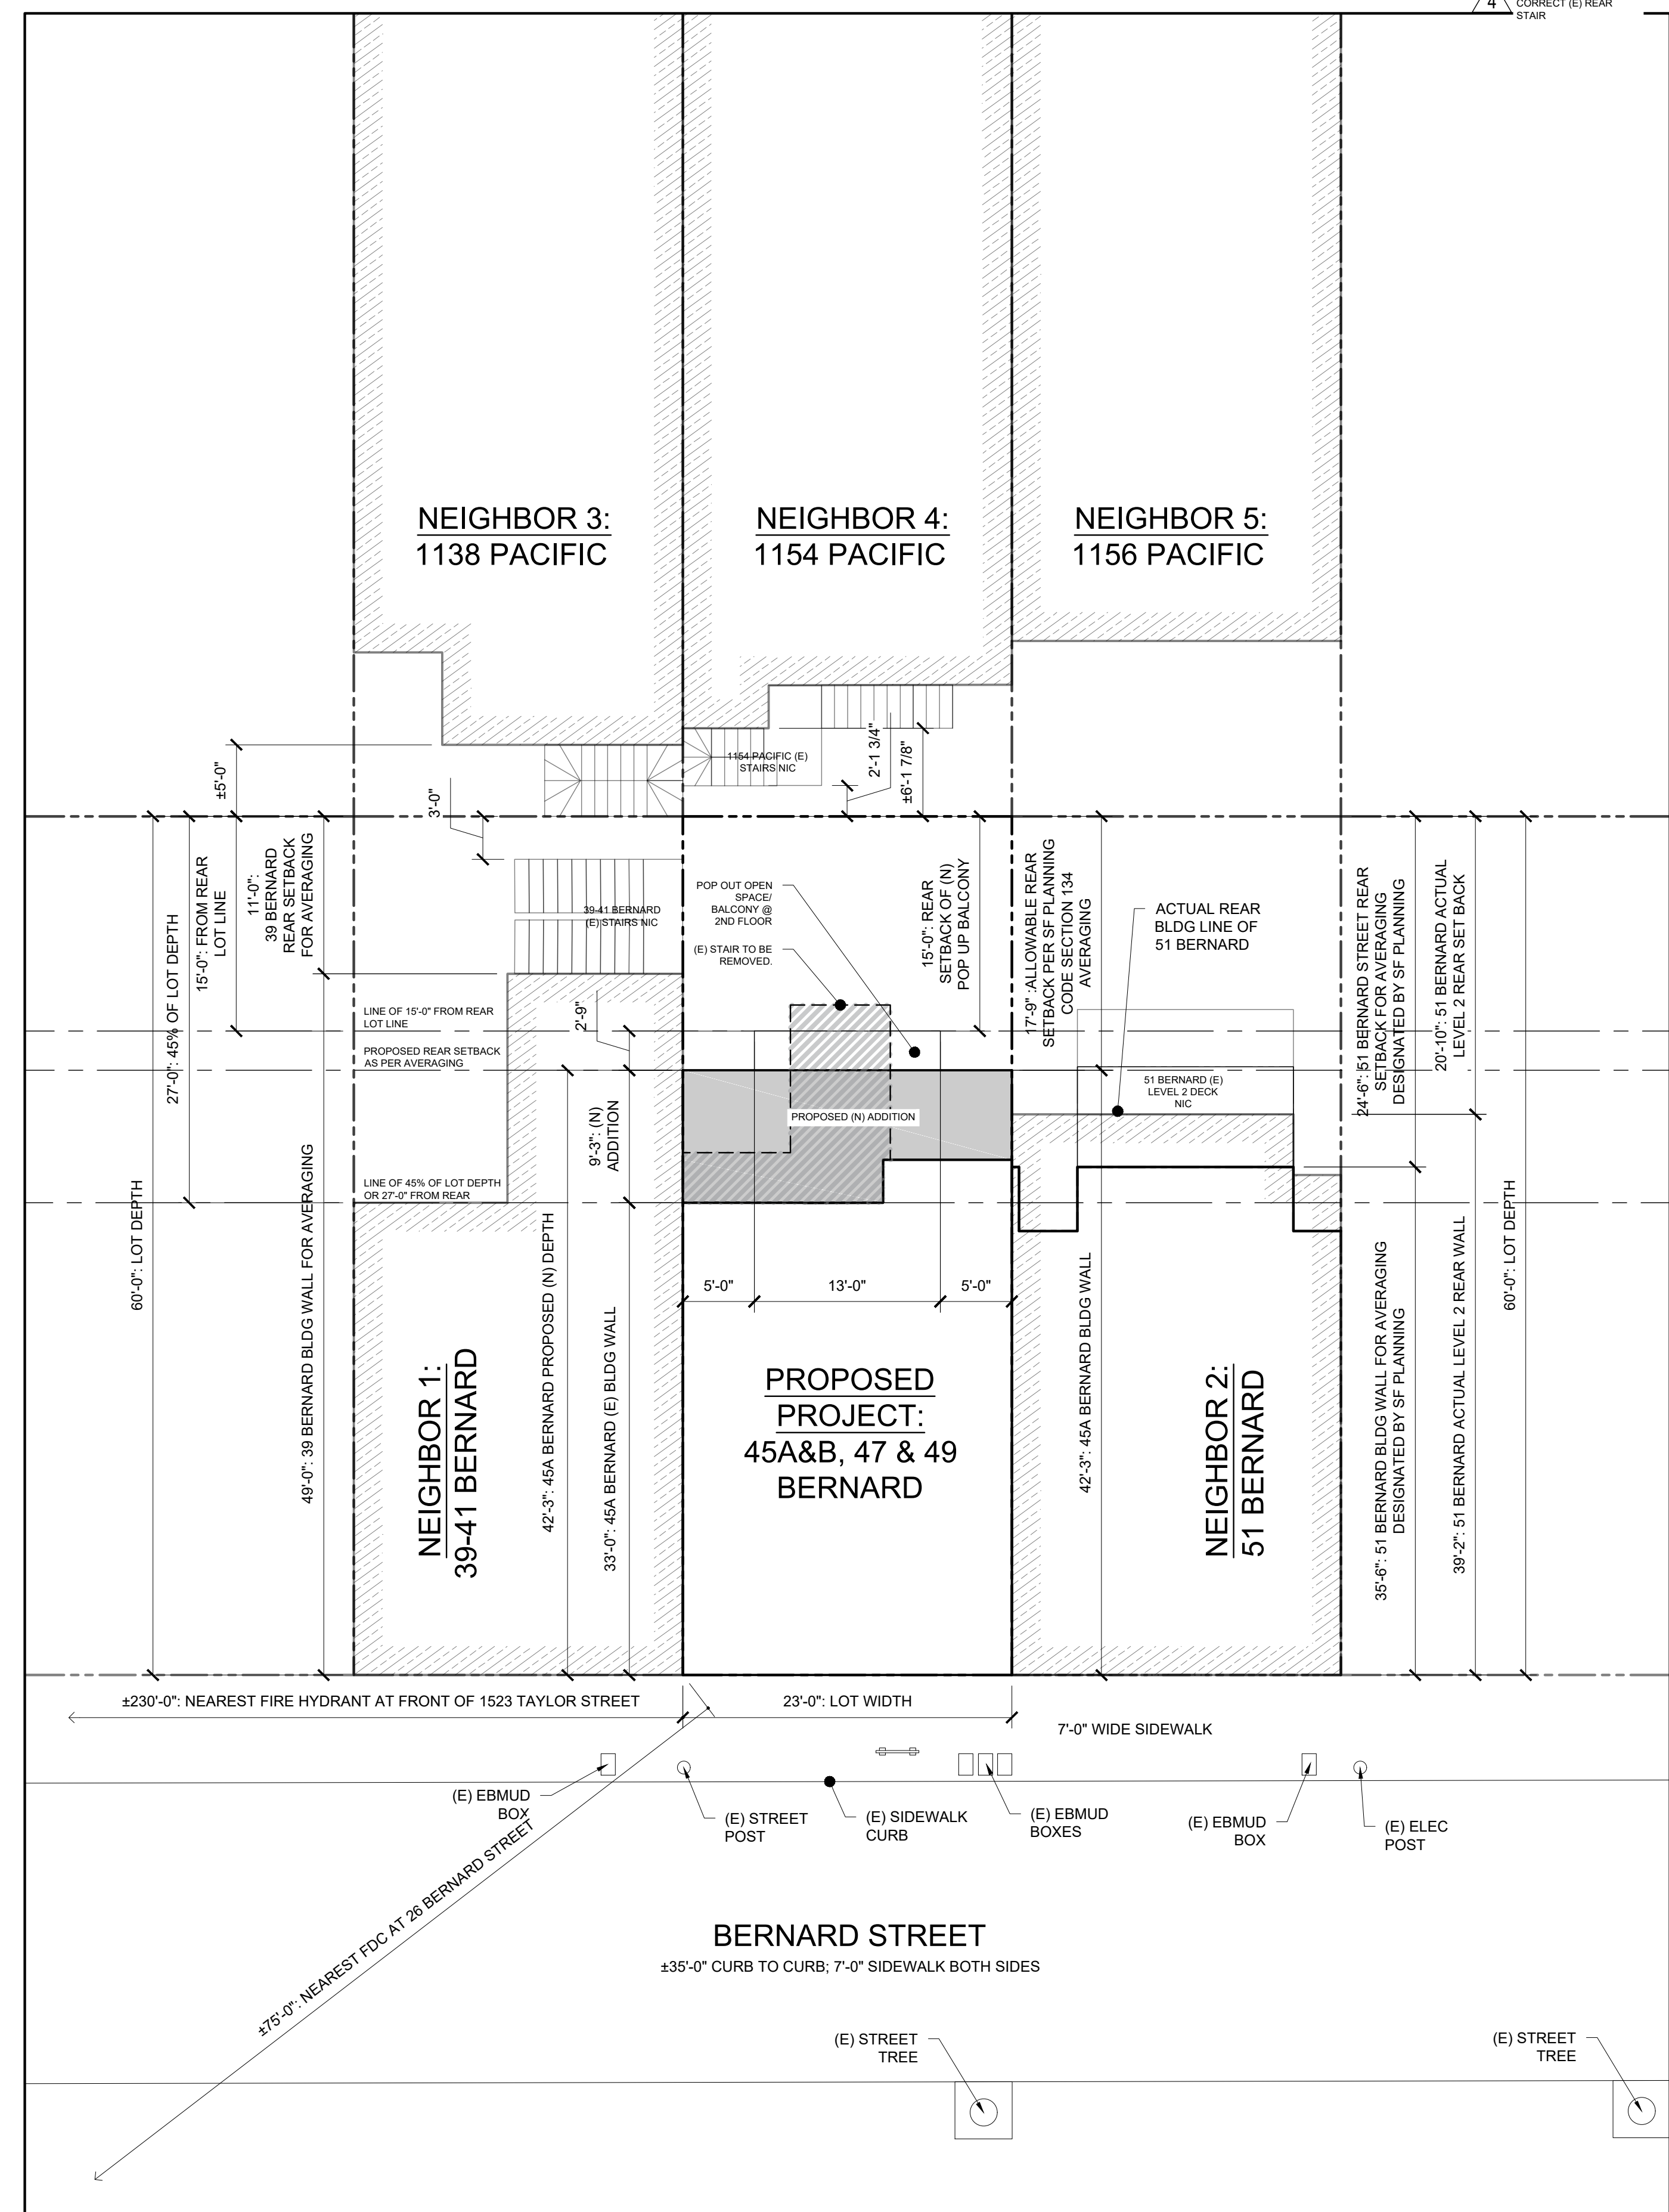 4
CORRECT (E) REAR
STAIR
NEIGHBOR 3:
1138 PACIFIC
NEIGHBOR 4:
1154 PACIFIC
NEIGHBOR 5:
1156 PACIFIC
±5'-0"
3'-0"
1154 PACIFIC (E)
STAIRS NIC
2'-1 3/4"
±6'-1 7/8"
60'-0": LOT DEPTH
27'-0": 45% OF LOT DEPTH
15'-0": FROM REAR
LOT LINE
11'-0":
39 BERNARD
REAR SETBACK
FOR AVERAGING
49'-0": 39 BERNARD BLDG WALL FOR AVERAGING
39-41 BERNARD
(E) STAIRS NIC
LINE OF 15'-0" FROM REAR
LOT LINE
PROPOSED REAR SETBACK
AS PER AVERAGING
LINE OF 45% OF LOT DEPTH
OR 27'-0" FROM REAR
2'-9"
9'-3": (N)
ADDITION
42'-3": 45A BERNARD PROPOSED (N) DEPTH
33'-0": 45A BERNARD (E) BLDG WALL
POP OUT OPEN
SPACE/
BALCONY @
2ND FLOOR
(E) STAIR TO BE
REMOVED.
15'-0": REAR
SETBACK OF (N)
POP UP BALCONY
PROPOSED (N) ADDITION
17'-9" :ALLOWABLE REAR
SETBACK PER SF PLANNING
CODE SECTION 134
AVERAGING
42'-3": 45A BERNARD BLDG WALL
ACTUAL REAR
BLDG LINE OF
51 BERNARD
51 BERNARD (E)
LEVEL 2 DECK
NIC
24'-6": 51 BERNARD STREET REAR
SETBACK FOR AVERAGING
DESIGNATED BY SF PLANNING
20'-10": 51 BERNARD ACTUAL
LEVEL 2 REAR SET BACK
35'-6": 51 BERNARD BLDG WALL FOR AVERAGING
DESIGNATED BY SF PLANNING
39'-2": 51 BERNARD ACTUAL LEVEL 2 REAR WALL
60'-0": LOT DEPTH
5'-0"
13'-0"
5'-0"
NEIGHBOR 1:
39-41 BERNARD
PROPOSED
PROJECT:
45A&B, 47 & 49
BERNARD
NEIGHBOR 2:
51 BERNARD
±230'-0": NEAREST FIRE HYDRANT AT FRONT OF 1523 TAYLOR STREET
23'-0": LOT WIDTH
7'-0" WIDE SIDEWALK
(E) EBMUD
BOX
(E) STREET
POST
(E) SIDEWALK
CURB
(E) EBMUD
BOXES
(E) EBMUD
BOX
(E) ELEC
POST
±75'-0": NEAREST FDC AT 26 BERNARD STREET
BERNARD STREET
±35'-0" CURB TO CURB; 7'-0" SIDEWALK BOTH SIDES
(E) STREET
TREE
(E) STREET
TREE